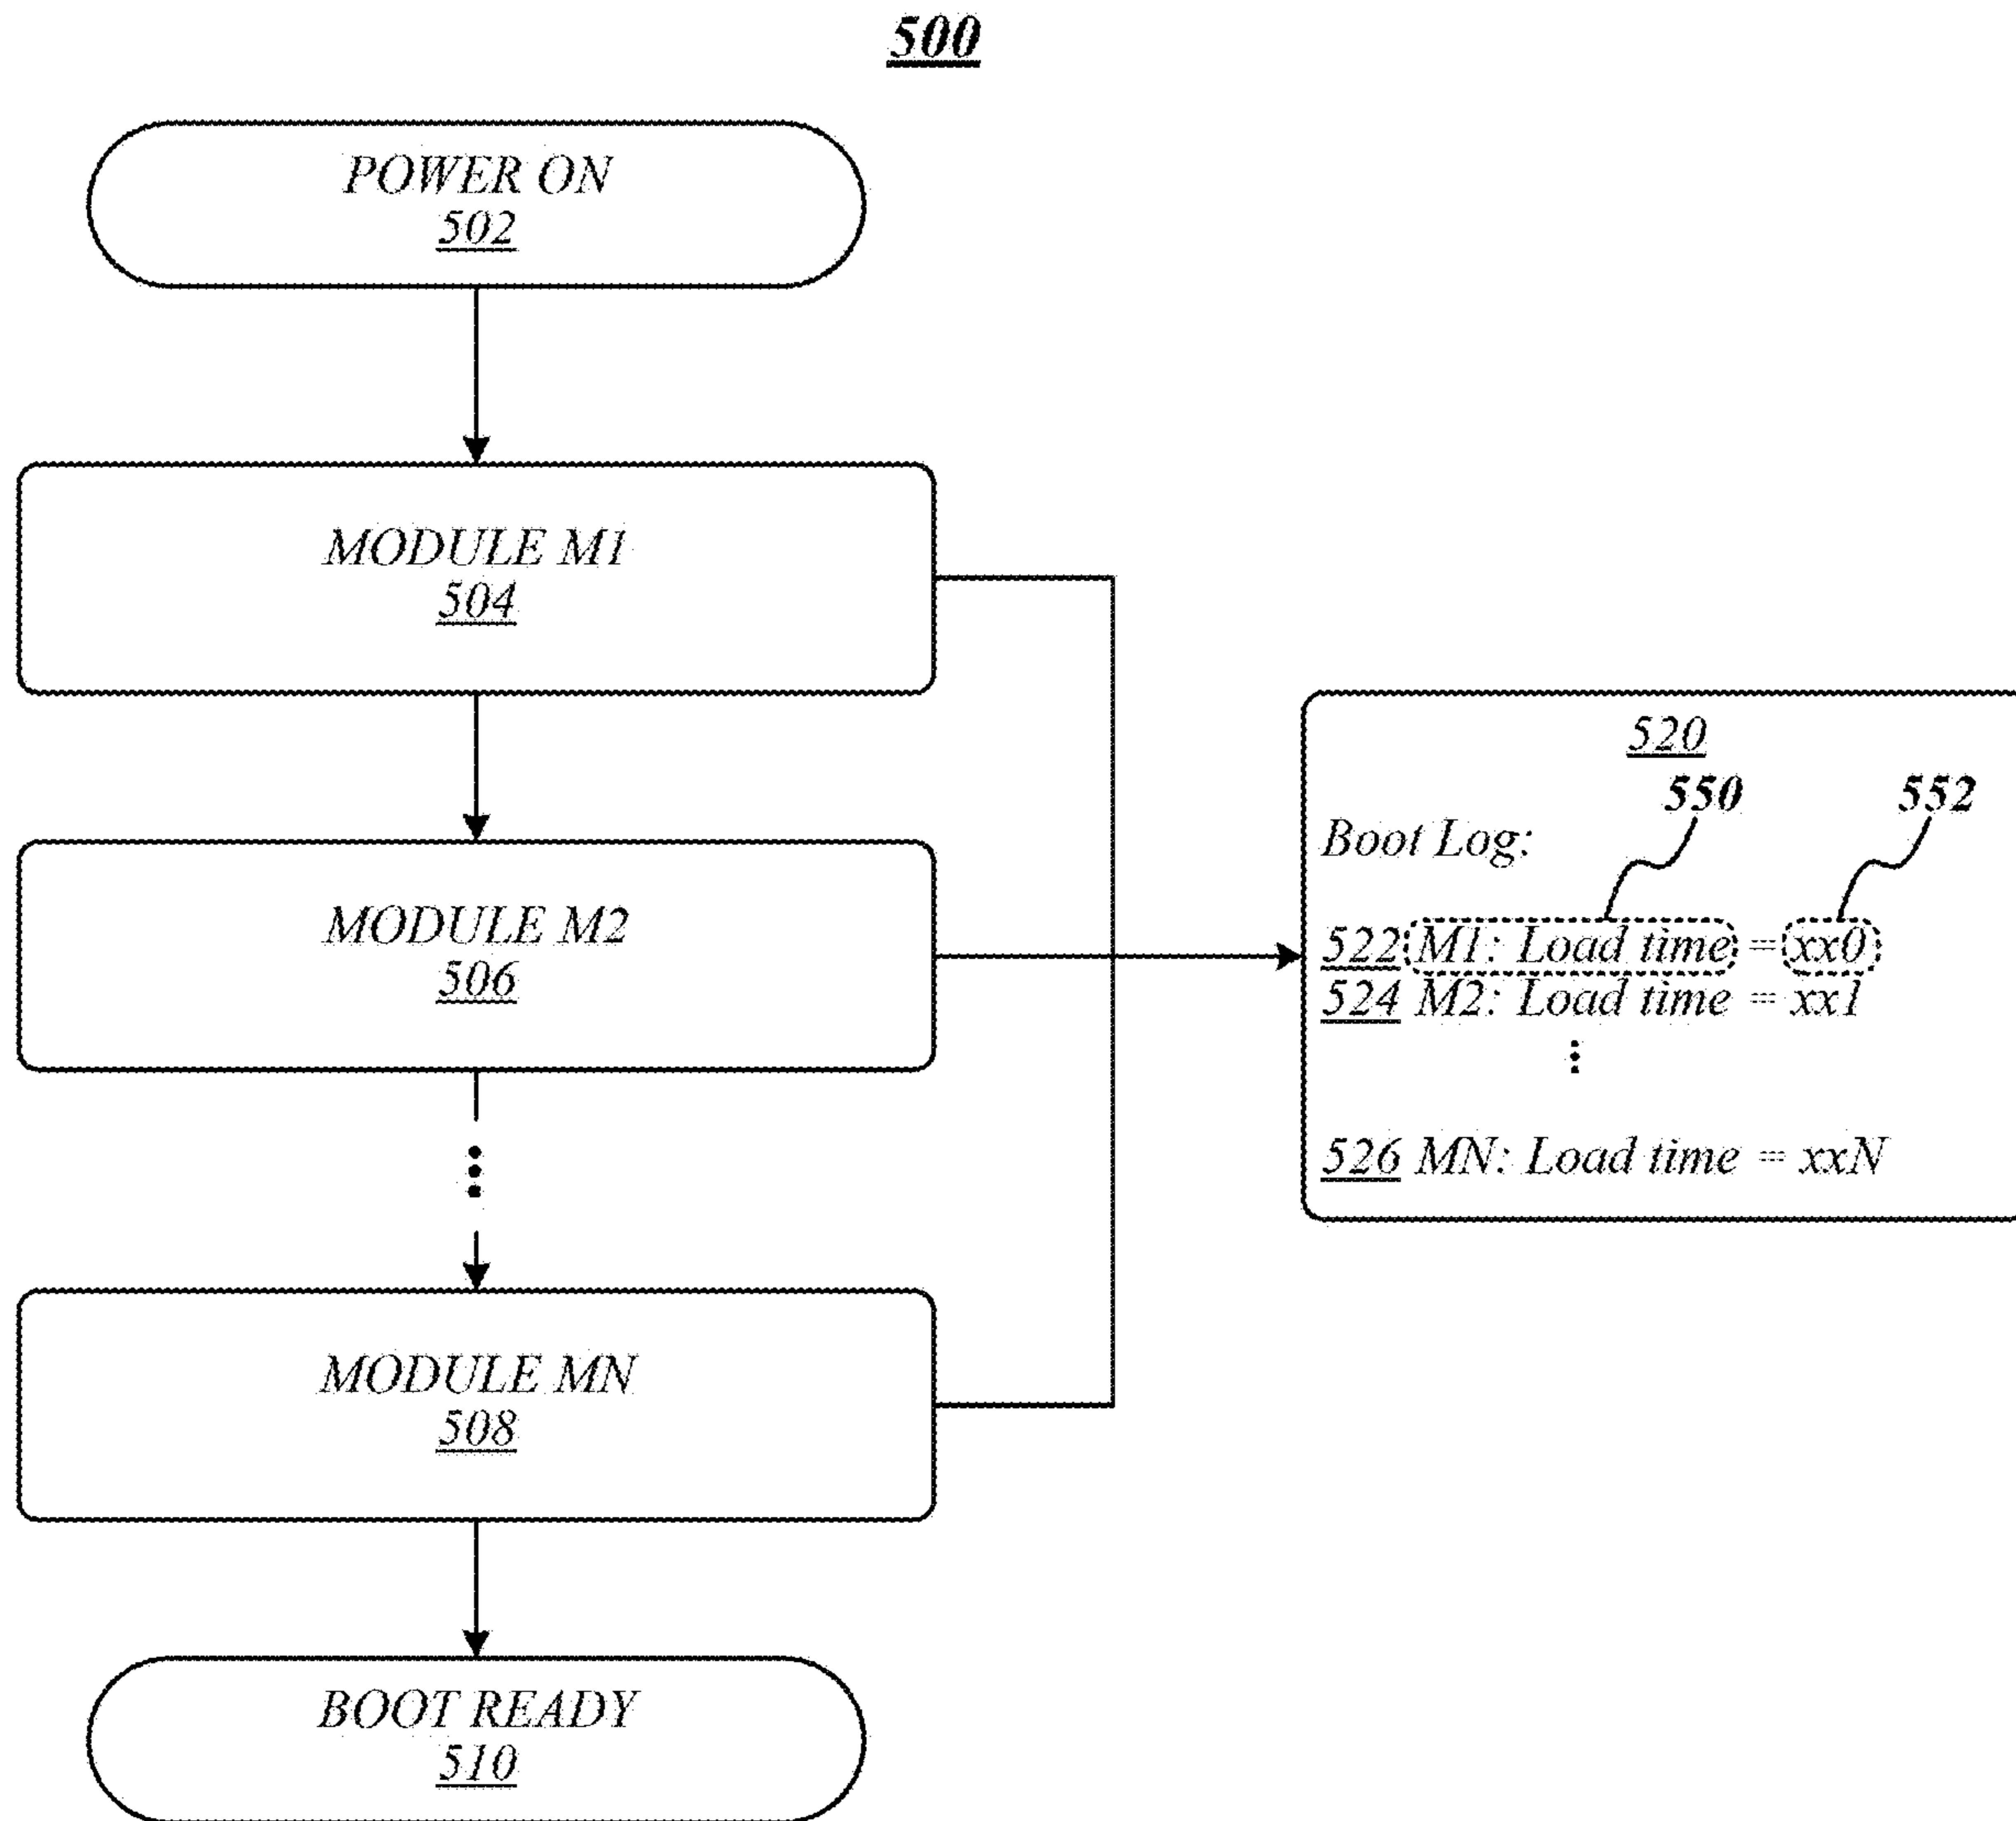 500
POWER ON
502
MODULE M1
504
MODULE M2
506
MODULE MN
508
BOOT READY
510
520
550 552
Boot Log:
522 M1: Load time = xx0
524 M2: Load time = xx1
526 MN: Load time = xxN